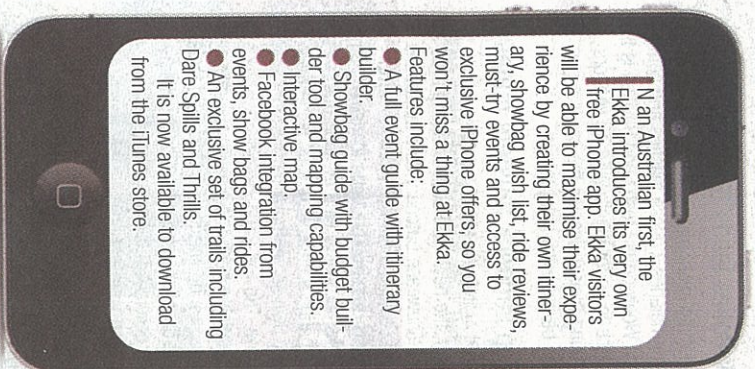 IN an Australian first, the
Ekka introduces its very own
free iPhone app. Ekka visitors
will be able to maximise their expe-
rience by creating their own itiner-
ary, showbag wish list, ride reviews,
must-try events and access to
exclusive iPhone offers, so you
won't miss a thing at Ekka.
Features include:
● A full event guide with itinerary
builder.
● Showbag guide with budget buil-
der tool and mapping capabilities.
● Interactive map.
● Facebook integration from
events, show bags and rides.
● An exclusive set of trails including
Dare Spills and Thrills.
It is now available to download
from the iTunes store.